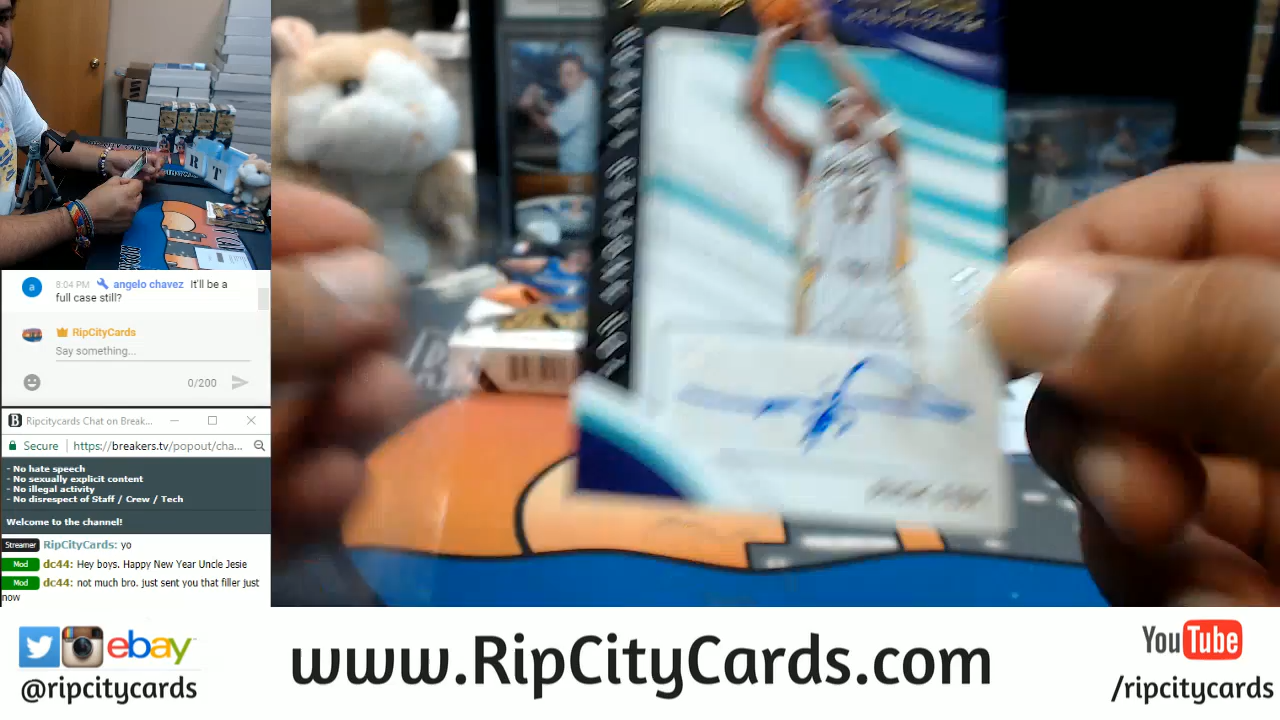 8:04 PM angelo chavez It'll be a
full case still?
RipCityCards
Say something...
0/200
Ripcitycards Chat on Break...
Secure https://breakers.tv/popout/cha...
- No hate speech
- No sexually explicit content
- No illegal activity
- No disrespect of Staff / Crew / Tech
Welcome to the channel!
Streamer RipCityCards: yo
Mod dc44: Hey boys. Happy New Year Uncle Jesie
Mod dc44: not much bro. just sent you that filler just
now
ebay
@ripcitycards
www.RipCityCards.com
YouTube
/ripcitycards